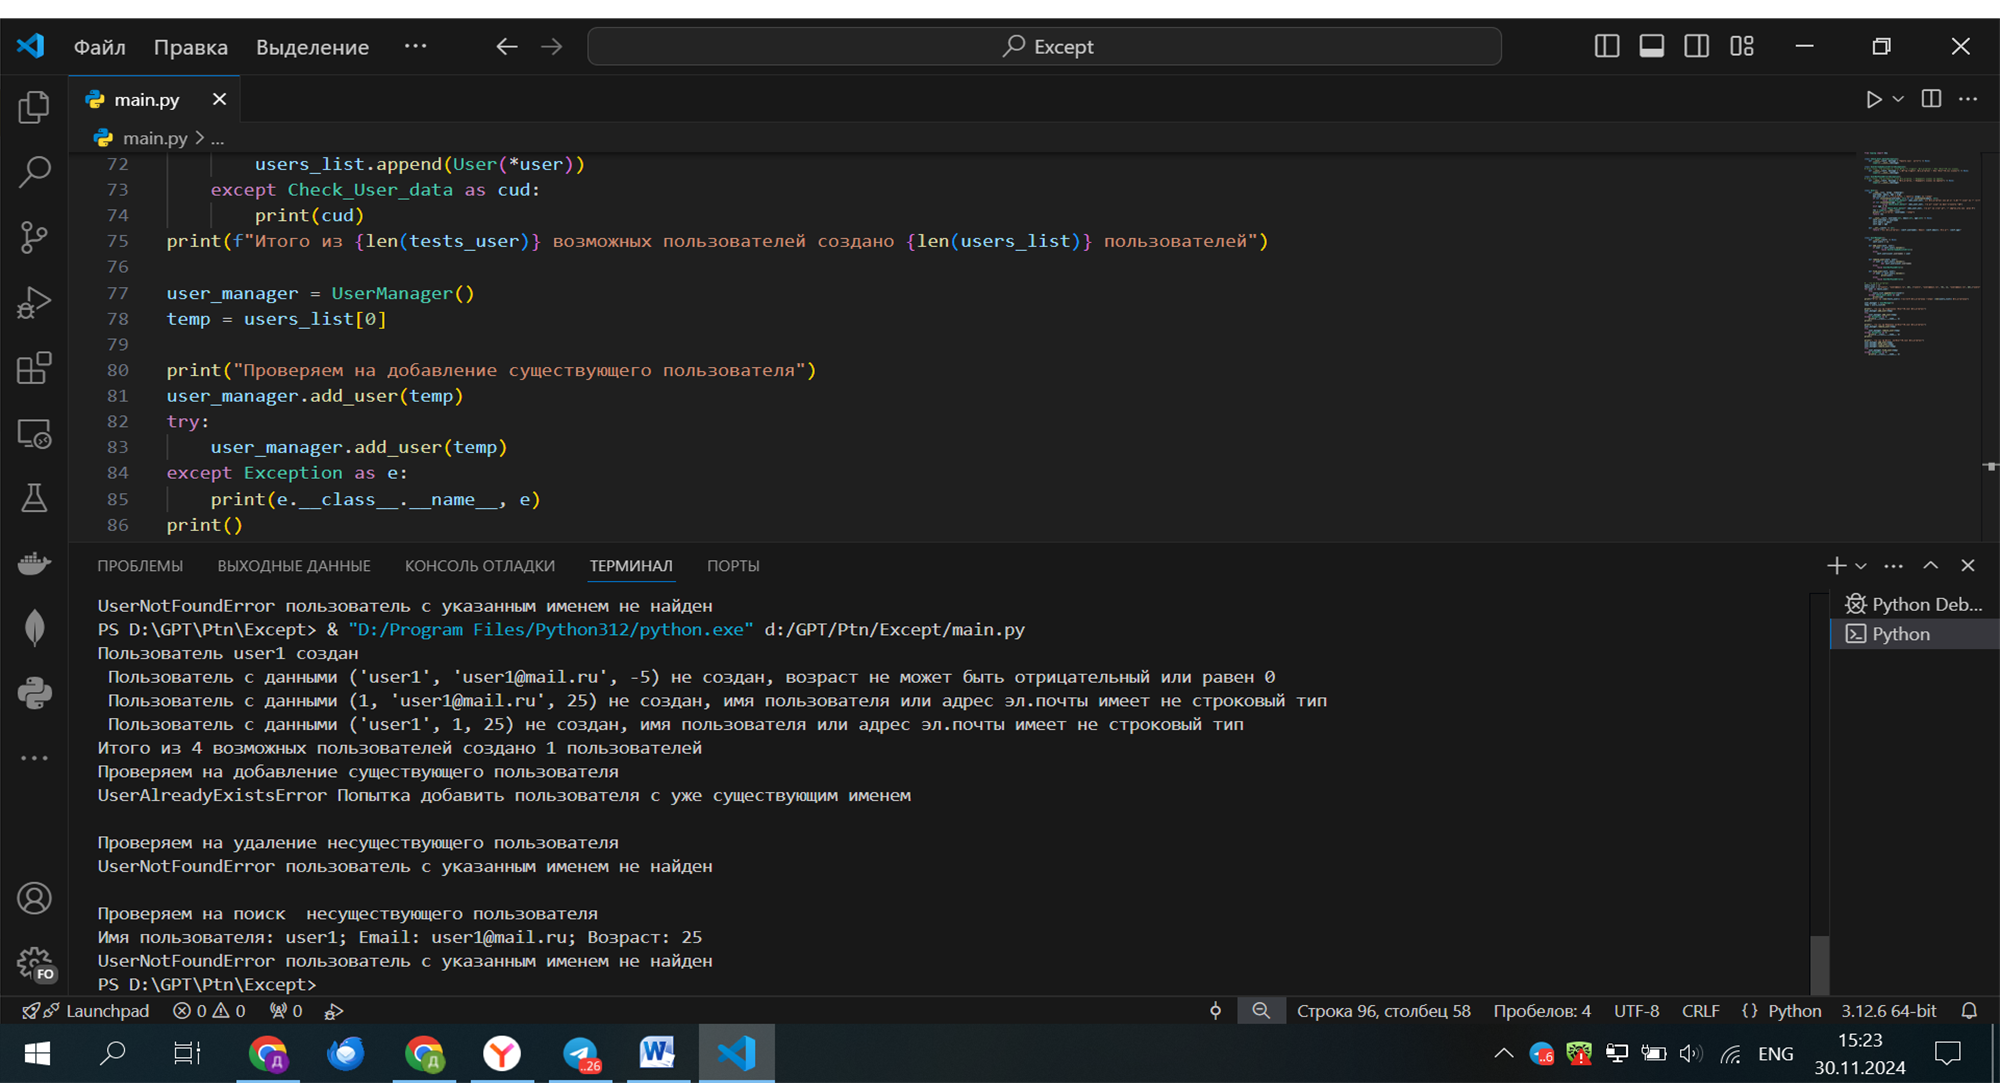 Файл Правка Выделение ··· Except
main.py
main.py > ...
72 users_list.append(User(*user))
73 except Check_User_data as cud:
74 print(cud)
75 print(f"Итого из {len(tests_user)} возможных пользователей создано {len(users_list)} пользователей")
76
77 user_manager = UserManager()
78 temp = users_list[0]
79
80 print("Проверяем на добавление существующего пользователя")
81 user_manager.add_user(temp)
82 try:
83 user_manager.add_user(temp)
84 except Exception as e:
85 print(e.__class__.__name__, e)
86 print()
ПРОБЛЕМЫ ВЫХОДНЫЕ ДАННЫЕ КОНСОЛЬ ОТЛАДКИ ТЕРМИНАЛ ПОРТЫ
Python Deb...
Python
UserNotFoundError пользователь с указанным именем не найден
PS D:\GPT\Ptn\Except> & "D:/Program Files/Python312/python.exe" d:/GPT/Ptn/Except/main.py
Пользователь user1 создан
Пользователь с данными ('user1', 'user1@mail.ru', -5) не создан, возраст не может быть отрицательный или равен 0
Пользователь с данными (1, 'user1@mail.ru', 25) не создан, имя пользователя или адрес эл.почты имеет не строковый тип
Пользователь с данными ('user1', 1, 25) не создан, имя пользователя или адрес эл.почты имеет не строковый тип
Итого из 4 возможных пользователей создано 1 пользователей
Проверяем на добавление существующего пользователя
UserAlreadyExistsError Попытка добавить пользователя с уже существующим именем
Проверяем на удаление несуществующего пользователя
UserNotFoundError пользователь с указанным именем не найден
Проверяем на поиск  несуществующего пользователя
Имя пользователя: user1; Email: user1@mail.ru; Возраст: 25
UserNotFoundError пользователь с указанным именем не найден
PS D:\GPT\Ptn\Except>
FO
Launchpad 0 0 0 Строка 96, столбец 58 Пробелов: 4 UTF-8 CRLF {} Python 3.12.6 64-bit
Д Д Y 26 W 6 ENG 15:23
30.11.2024